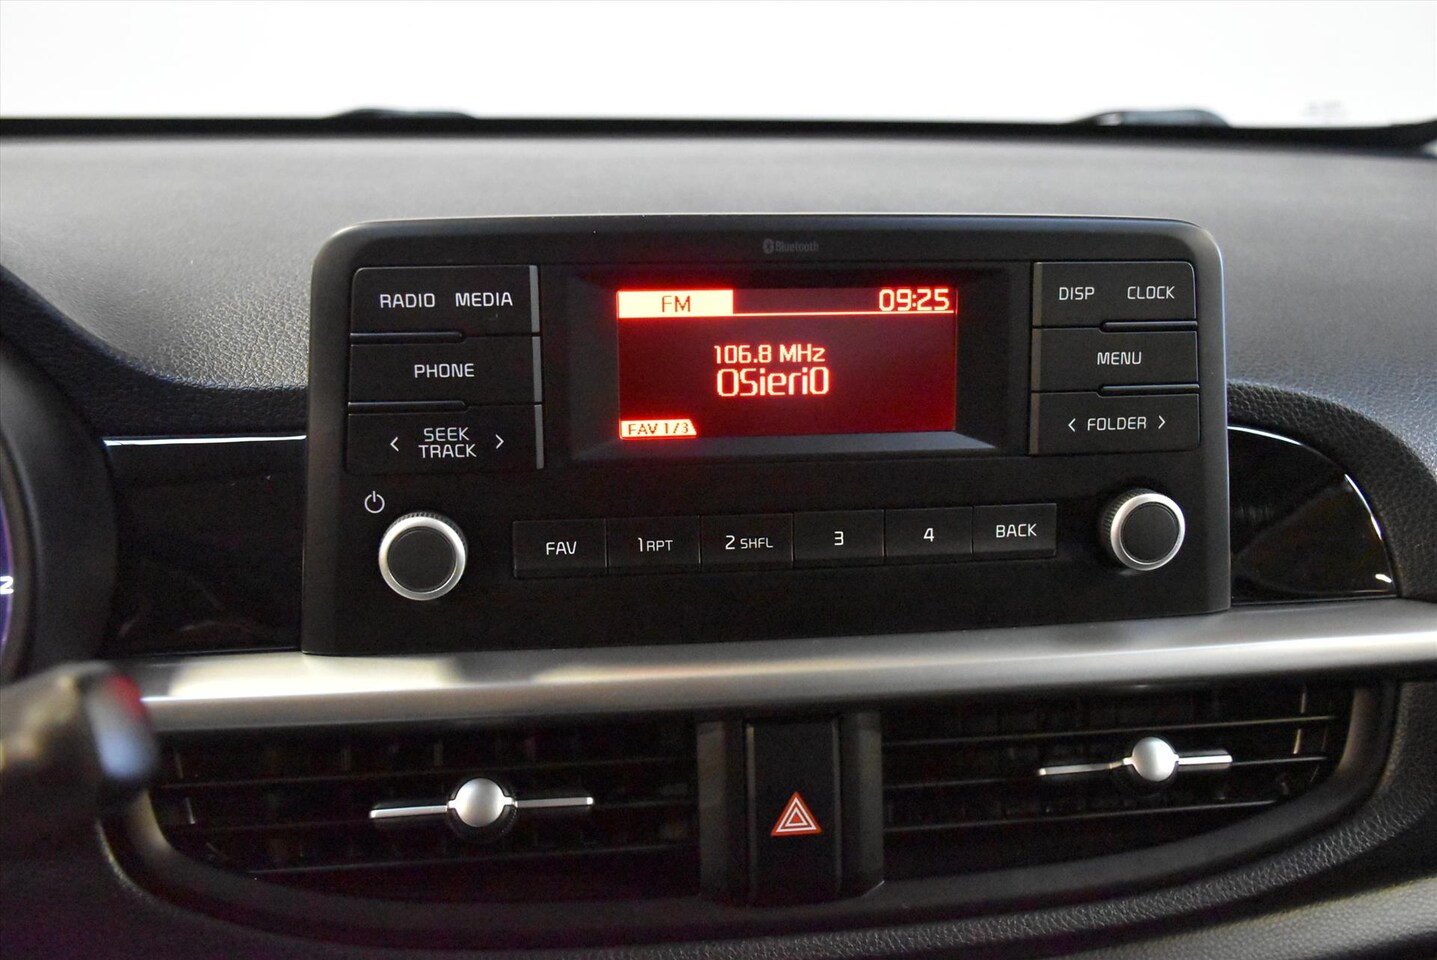 Bluetooth
RADIO MEDIA
PHONE
< SEEK TRACK >
FM 09:25
106.8 MHz
OSieriO
FAV 1/3
DISP CLOCK
MENU
< FOLDER >
FAV 1 RPT 2 SHFL 3 4 BACK
2